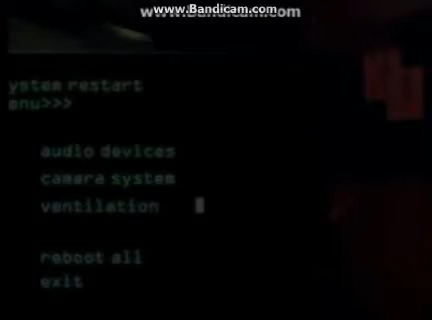 www.Bandicam.com
ystem restart
enu>>>
audio devices
camera system
ventilation
reboot all
exit